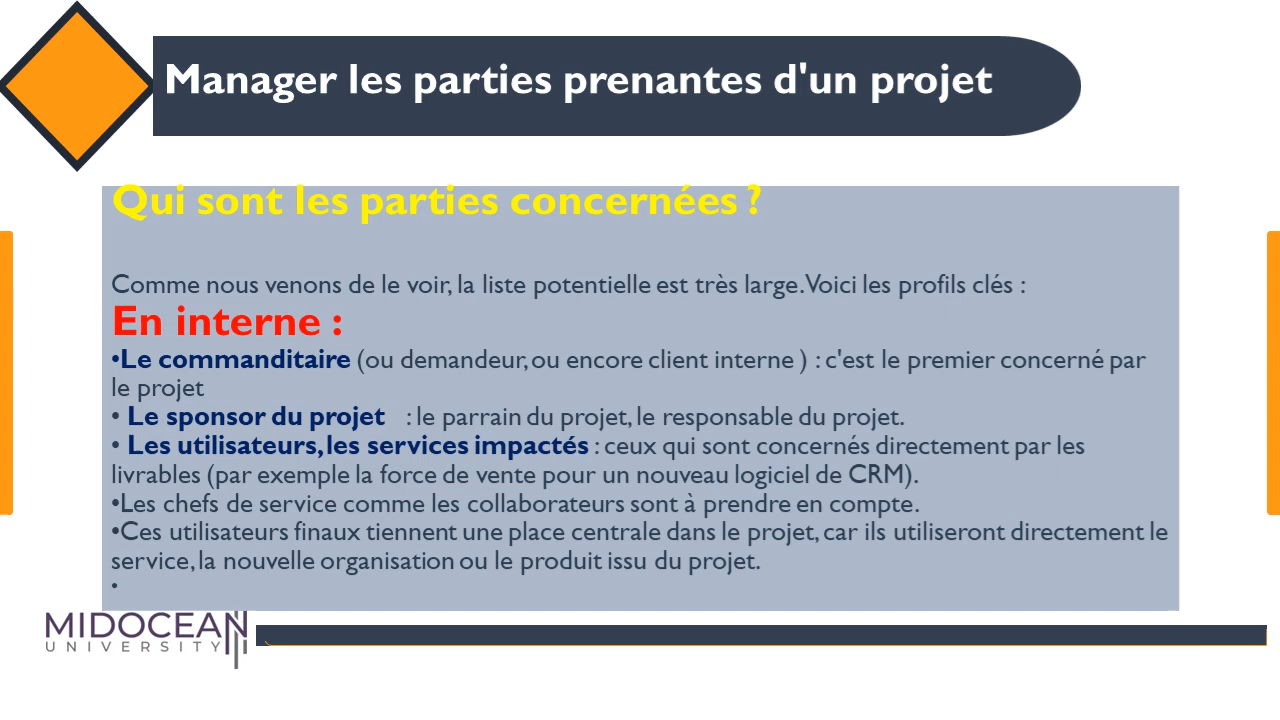 Manager les parties prenantes d'un projet
Qui sont les parties concernées ?
Comme nous venons de le voir, la liste potentielle est très large. Voici les profils clés :
En interne :
•Le commanditaire (ou demandeur, ou encore client interne ) : c'est le premier concerné par
le projet
• Le sponsor du projet : le parrain du projet, le responsable du projet.
• Les utilisateurs, les services impactés : ceux qui sont concernés directement par les
livrables (par exemple la force de vente pour un nouveau logiciel de CRM).
•Les chefs de service comme les collaborateurs sont à prendre en compte.
•Ces utilisateurs finaux tiennent une place centrale dans le projet, car ils utiliseront directement le
service, la nouvelle organisation ou le produit issu du projet.
•
MIDOCEAN
UNIVERSITY